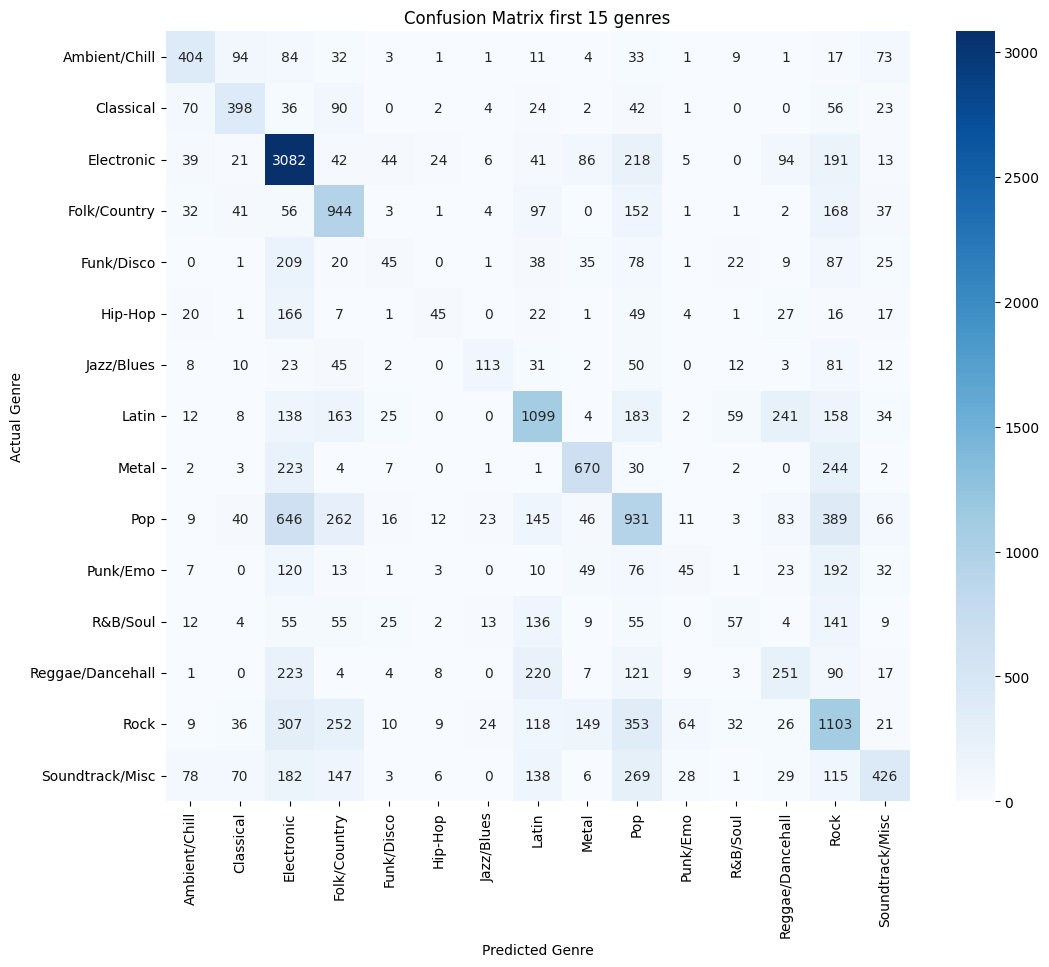 Confusion Matrix first 15 genres
Actual Genre
Ambient/Chill 404 94 84 32 3 1 1 11 4 33 1 9 1 17 73
Classical 70 398 36 90 0 2 4 24 2 42 1 0 0 56 23
Electronic 39 21 3082 42 44 24 6 41 86 218 5 0 94 191 13
Folk/Country 32 41 56 944 3 1 4 97 0 152 1 1 2 168 37
Funk/Disco 0 1 209 20 45 0 1 38 35 78 1 22 9 87 25
Hip-Hop 20 1 166 7 1 45 0 22 1 49 4 1 27 16 17
Jazz/Blues 8 10 23 45 2 0 113 31 2 50 0 12 3 81 12
Latin 12 8 138 163 25 0 0 1099 4 183 2 59 241 158 34
Metal 2 3 223 4 7 0 1 1 670 30 7 2 0 244 2
Pop 9 40 646 262 16 12 23 145 46 931 11 3 83 389 66
Punk/Emo 7 0 120 13 1 3 0 10 49 76 45 1 23 192 32
R&B/Soul 12 4 55 55 25 2 13 136 9 55 0 57 4 141 9
Reggae/Dancehall 1 0 223 4 4 8 0 220 7 121 9 3 251 90 17
Rock 9 36 307 252 10 9 24 118 149 353 64 32 26 1103 21
Soundtrack/Misc 78 70 182 147 3 6 0 138 6 269 28 1 29 115 426
Ambient/Chill
Classical
Electronic
Folk/Country
Funk/Disco
Hip-Hop
Jazz/Blues
Latin
Metal
Pop
Punk/Emo
R&B/Soul
Reggae/Dancehall
Rock
Soundtrack/Misc
Predicted Genre
3000
2500
2000
1500
1000
500
0